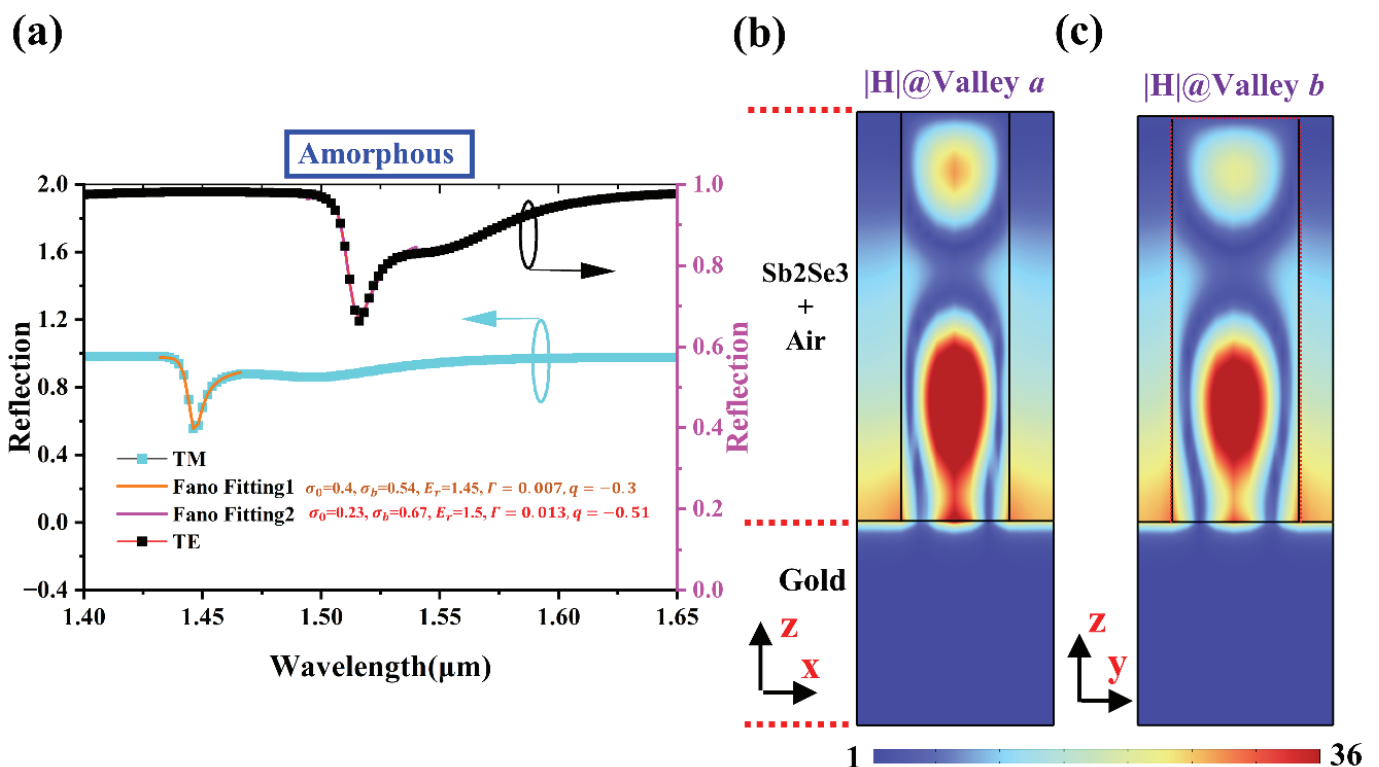 (a)
Amorphous
2.0
1.6
1.2
0.8
0.4
0.0
−0.4
Reflection
1.0
0.8
0.6
0.4
0.2
0.0
Reflection
TM
Fano Fitting1 σ₀=0.4, σ_b=0.54, E_r=1.45, Γ = 0.007, q = −0.3
Fano Fitting2 σ₀=0.23, σ_b=0.67, E_r=1.5, Γ = 0.013, q = −0.51
TE
1.40 1.45 1.50 1.55 1.60 1.65
Wavelength(μm)
(b)
|H|@Valley a
Sb2Se3
+
Air
Gold
z
x
(c)
|H|@Valley b
z
y
1 36